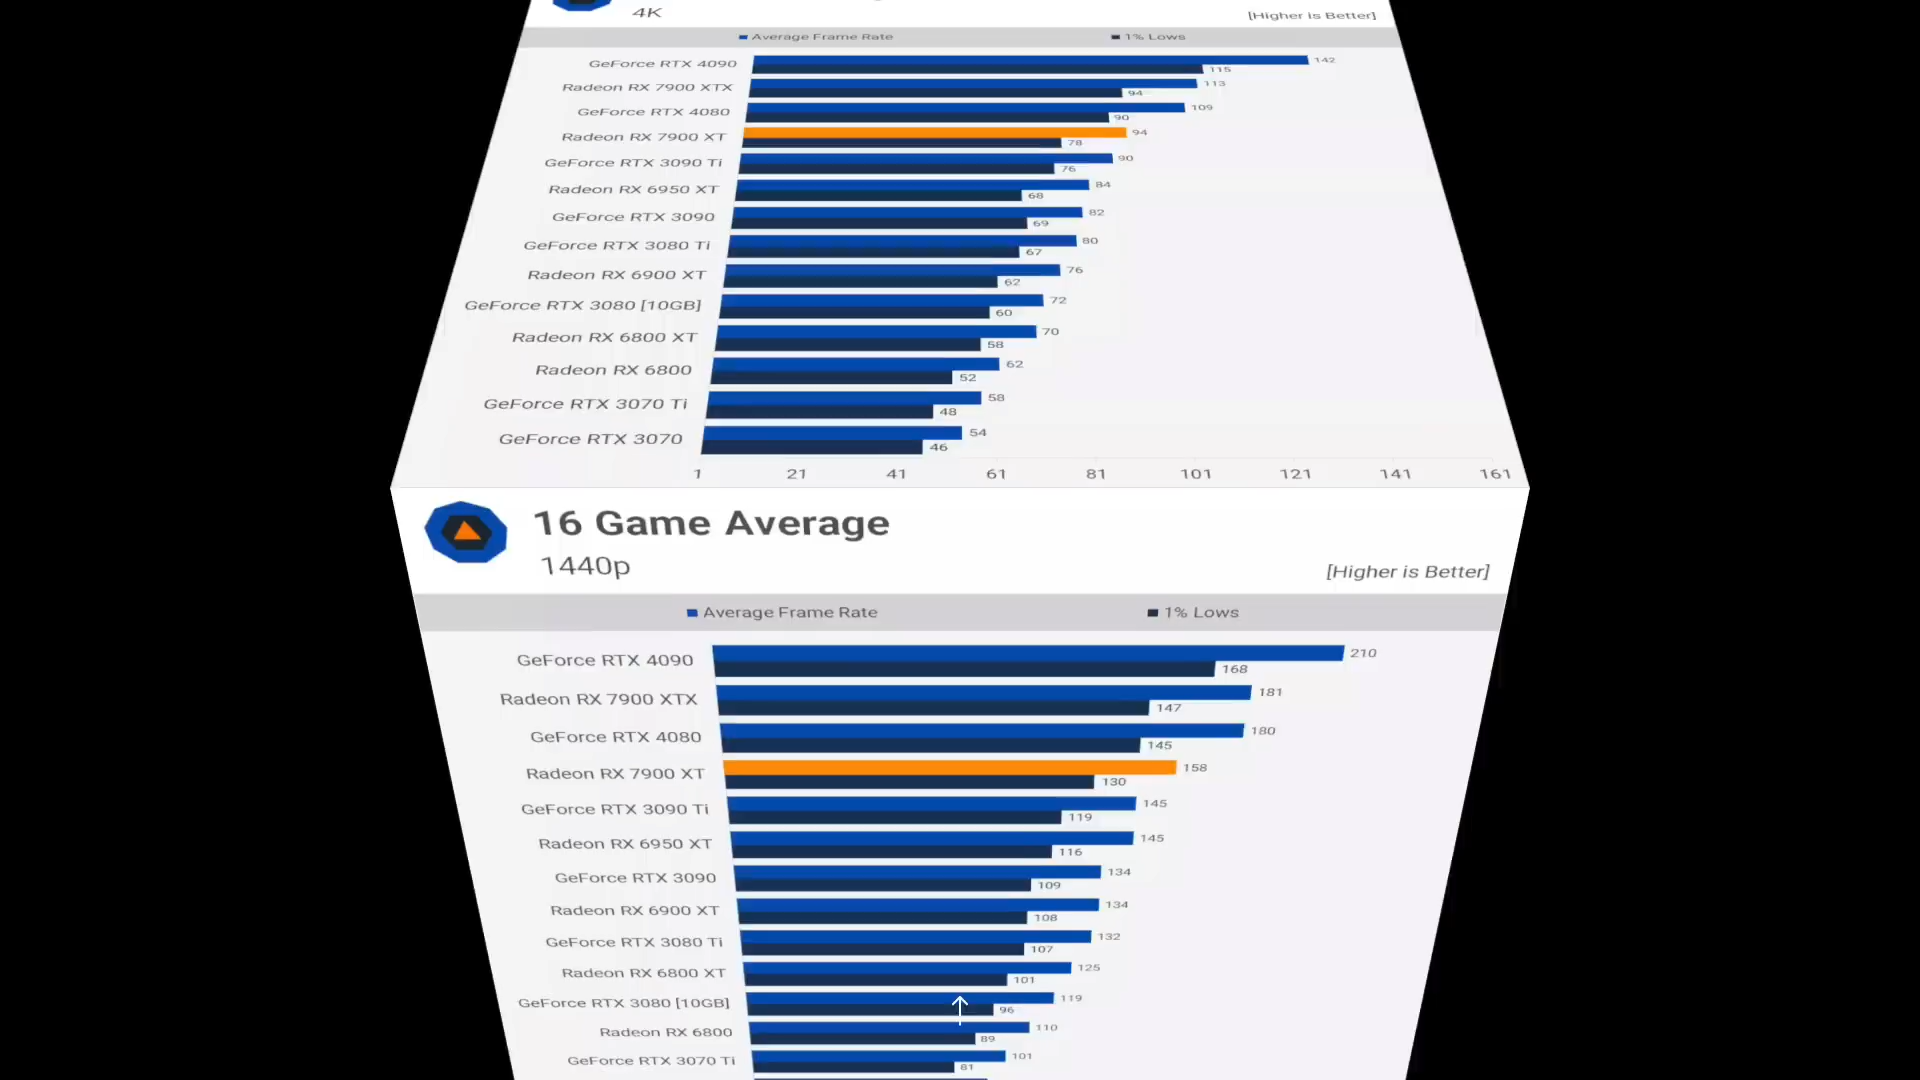 4K
[Higher is Better]
Average Frame Rate 1% Lows
GeForce RTX 4090 142 115
Radeon RX 7900 XTX 113 94
GeForce RTX 4080 109 90
Radeon RX 7900 XT 94 78
GeForce RTX 3090 Ti 90 76
Radeon RX 6950 XT 84 68
GeForce RTX 3090 82 69
GeForce RTX 3080 Ti 80 67
Radeon RX 6900 XT 76 62
GeForce RTX 3080 [10GB] 72 60
Radeon RX 6800 XT 70 58
Radeon RX 6800 62 52
GeForce RTX 3070 Ti 58 48
GeForce RTX 3070 54 46
1 21 41 61 81 101 121 141 161
16 Game Average
1440p
[Higher is Better]
Average Frame Rate 1% Lows
GeForce RTX 4090 210 168
Radeon RX 7900 XTX 181 147
GeForce RTX 4080 180 145
Radeon RX 7900 XT 158 130
GeForce RTX 3090 Ti 145 119
Radeon RX 6950 XT 145 116
GeForce RTX 3090 134 109
Radeon RX 6900 XT 134 108
GeForce RTX 3080 Ti 132 107
Radeon RX 6800 XT 125 101
GeForce RTX 3080 [10GB] 119 96
Radeon RX 6800 110 89
GeForce RTX 3070 Ti 101 81